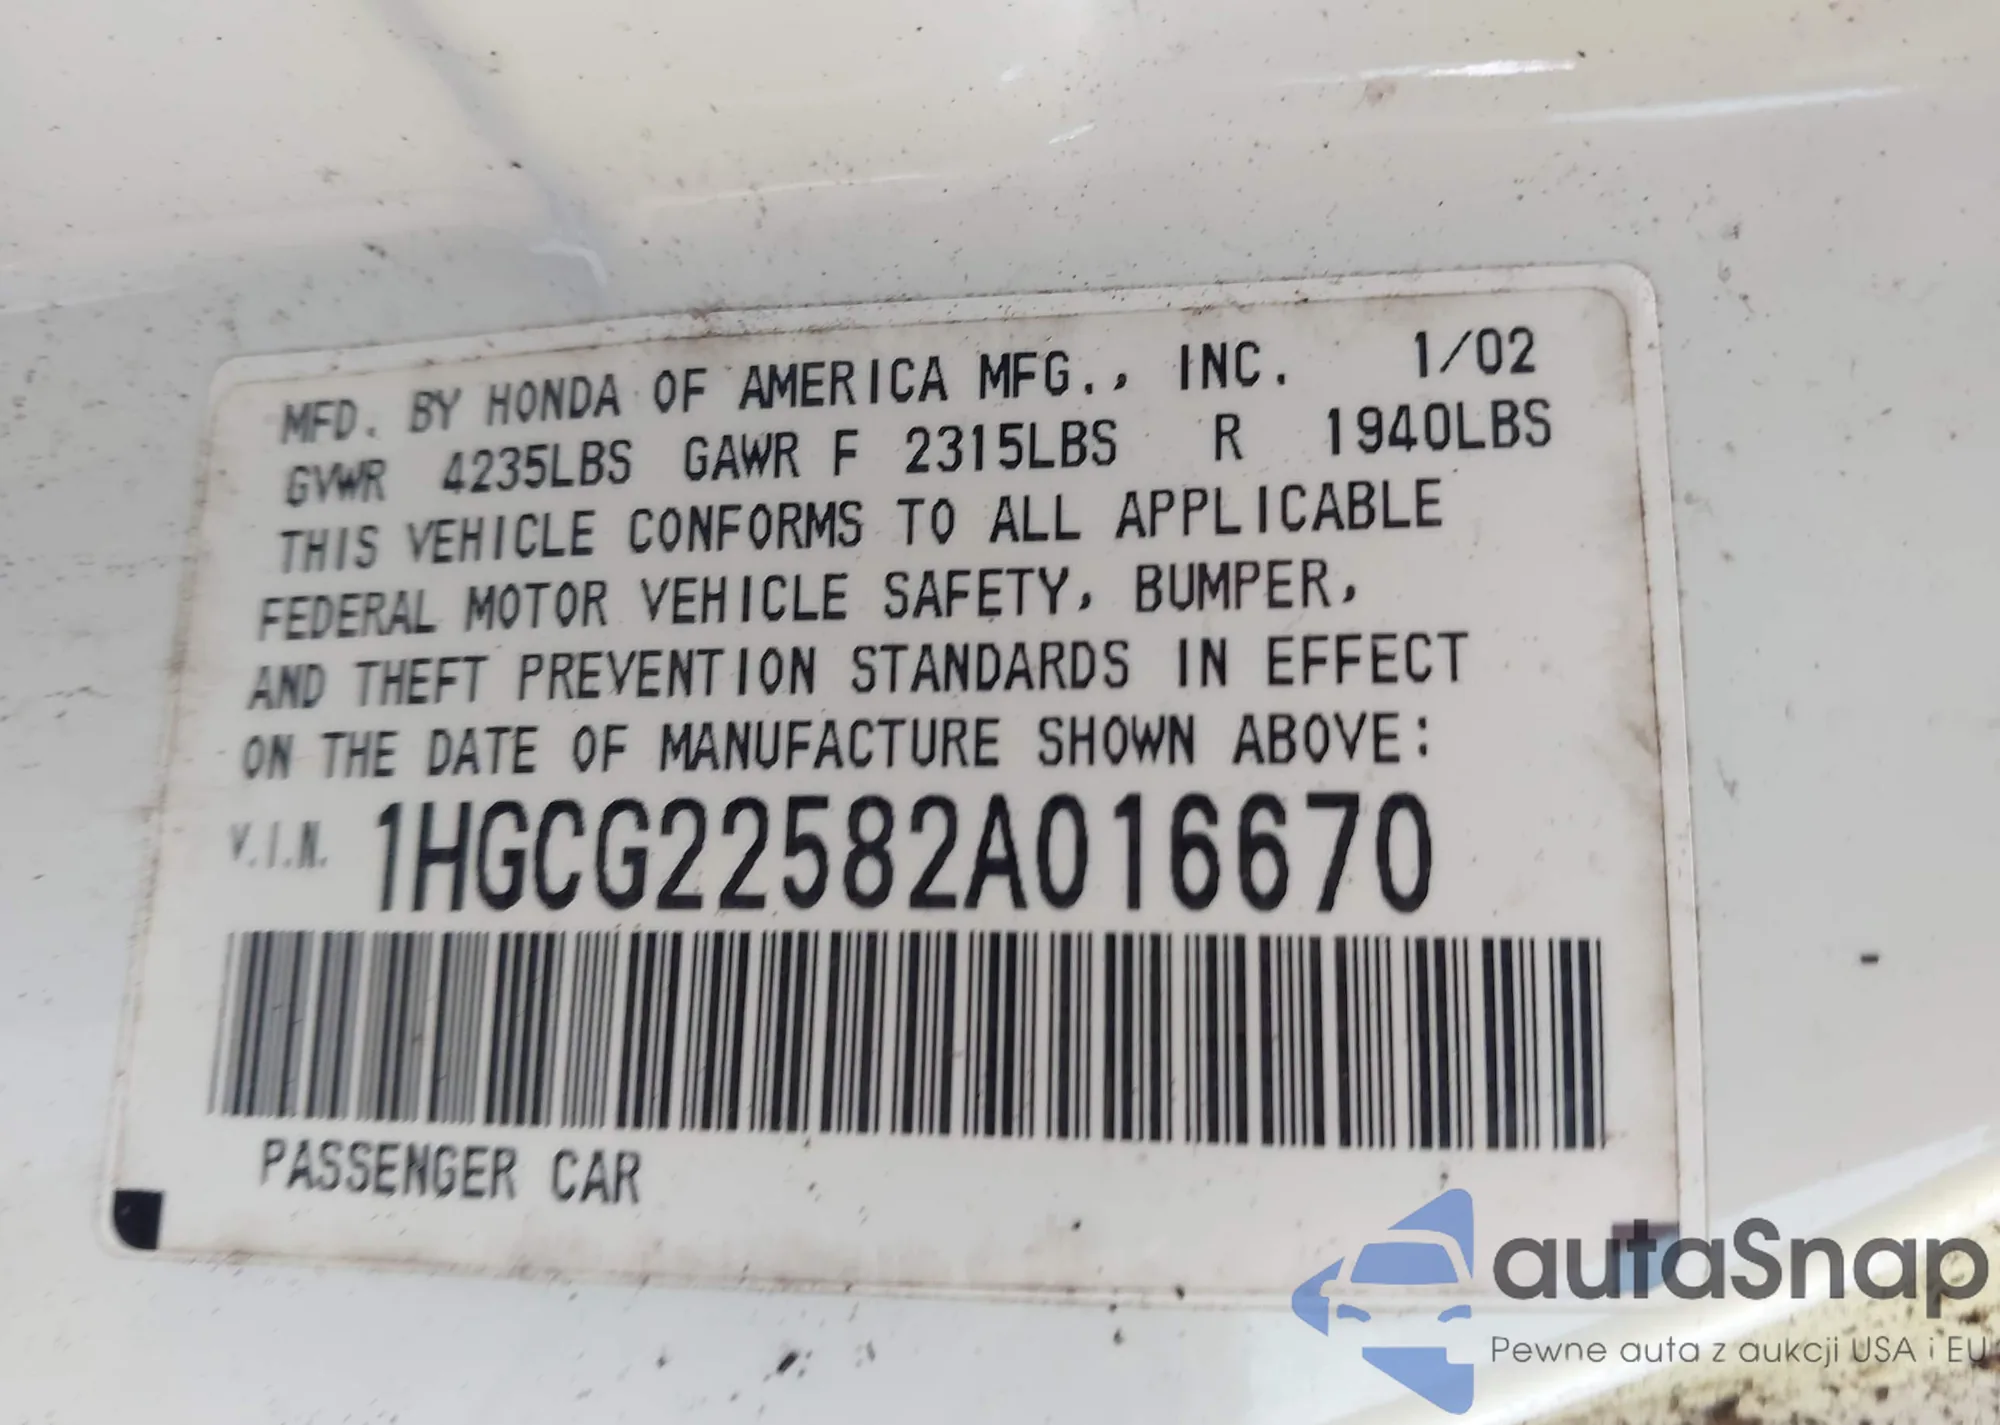 MFD. BY HONDA OF AMERICA MFG., INC. 1/02
GVWR 4235LBS GAWR F 2315LBS R 1940LBS
THIS VEHICLE CONFORMS TO ALL APPLICABLE
FEDERAL MOTOR VEHICLE SAFETY, BUMPER,
AND THEFT PREVENTION STANDARDS IN EFFECT
ON THE DATE OF MANUFACTURE SHOWN ABOVE:
V.I.N. 1HGCG22582A016670
PASSENGER CAR
autaSnap
Pewne auta z aukcji USA i EU